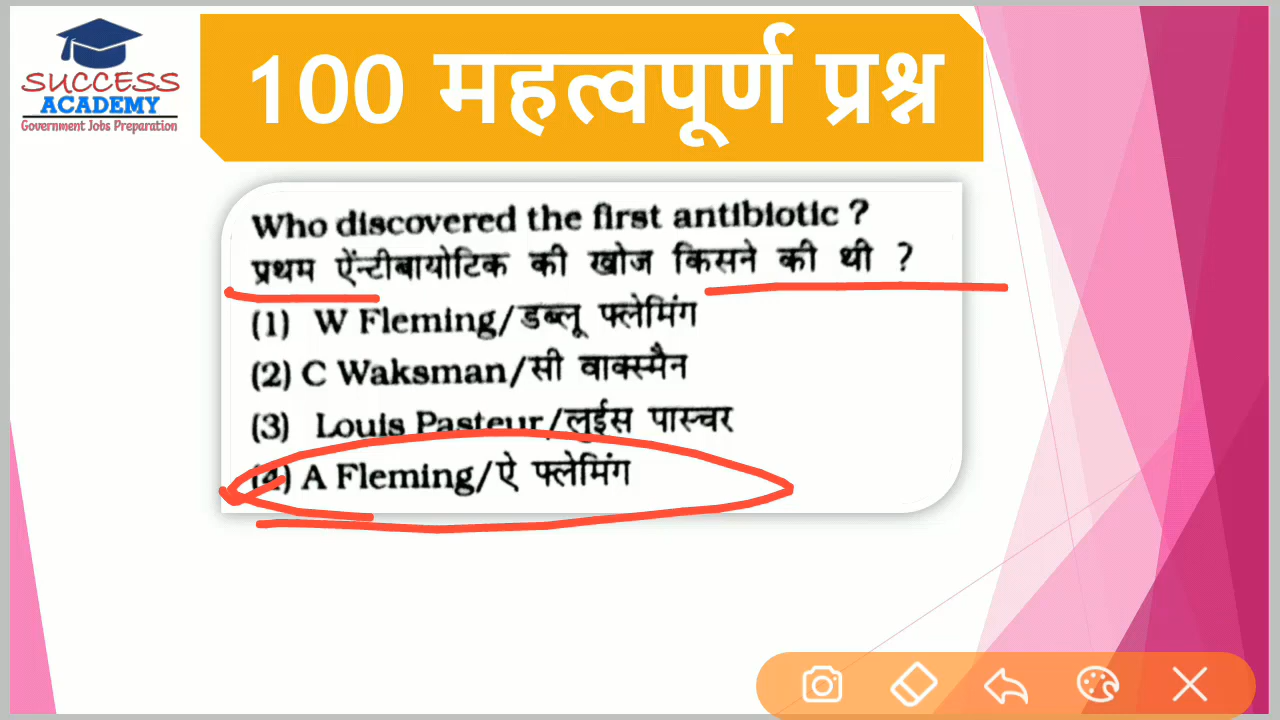 SUCCESS
ACADEMY
Government Jobs Preparation
100 महत्वपूर्ण प्रश्न
Who discovered the first antibiotic ?
प्रथम ऐंन्टीबायोटिक की खोज किसने की थी ?
(1) W Fleming/डब्लू फ्लेमिंग
(2) C Waksman/सी वाक्स्मैन
(3) Louis Pasteur/लुईस पास्चर
(4) A Fleming/ऐ फ्लेमिंग